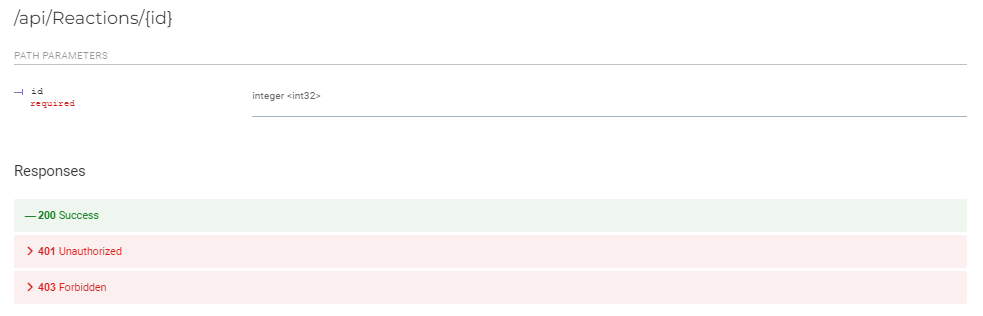 /api/Reactions/{id}
PATH PARAMETERS
id
required
integer <int32>
Responses
200 Success
401 Unauthorized
403 Forbidden